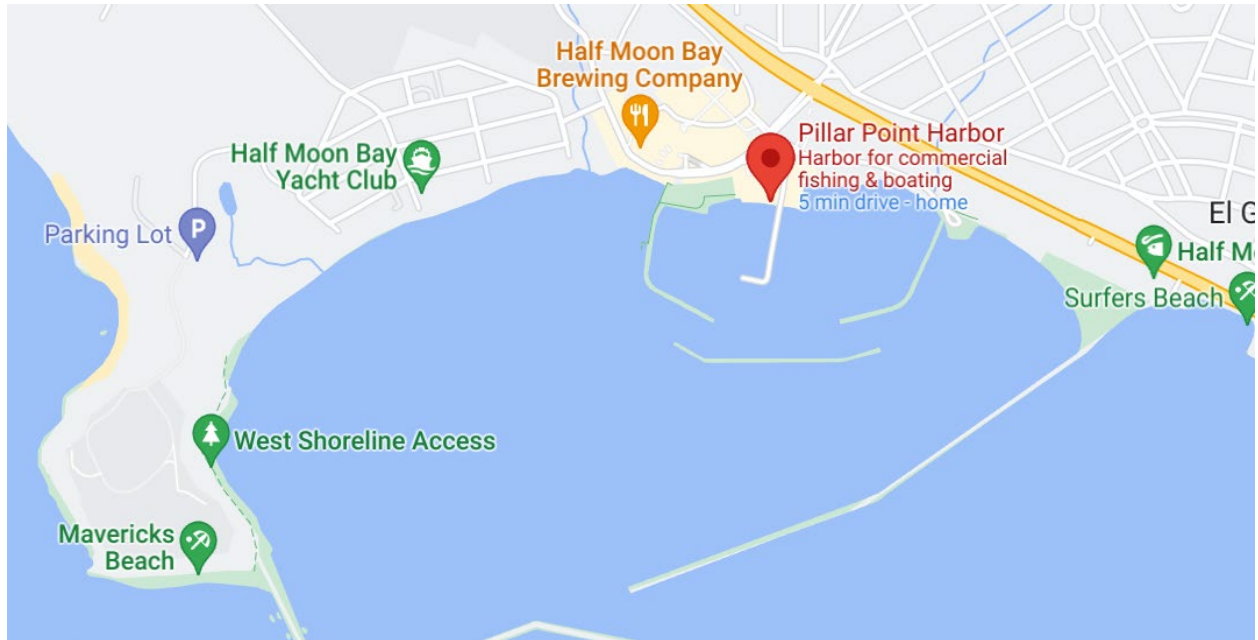 Half Moon Bay
Brewing Company
Pillar Point Harbor
Harbor for commercial
fishing & boating
5 min drive - home
Half Moon Bay
Yacht Club
Parking Lot
P
El G
Half M
Surfers Beach
West Shoreline Access
Mavericks
Beach